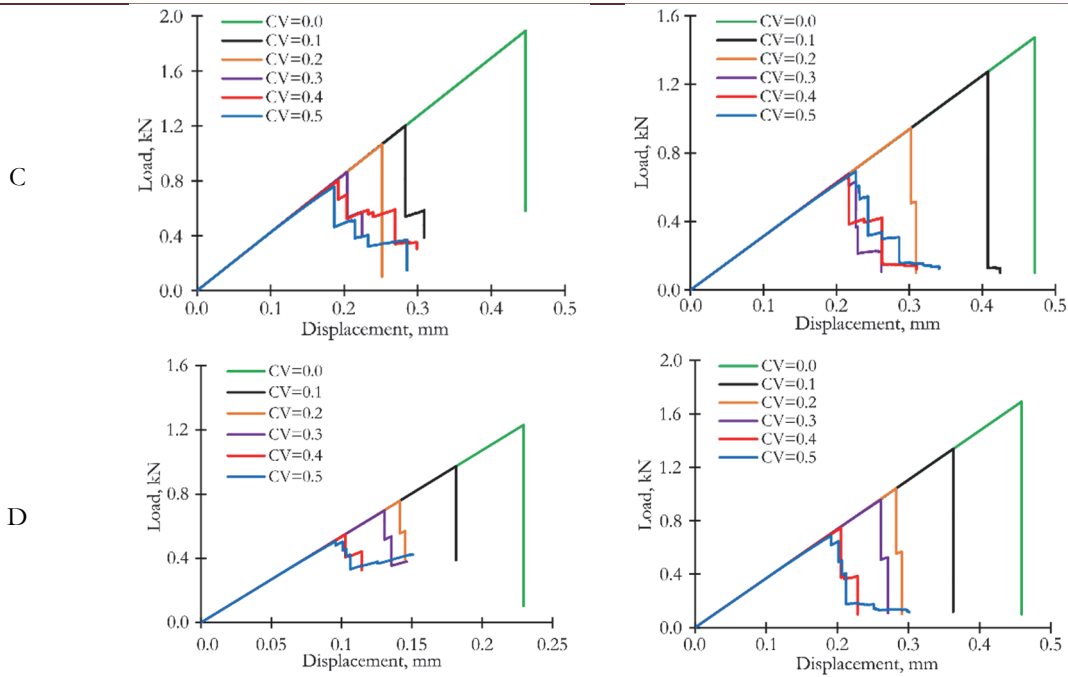 C
2.0
1.6
1.2
0.8
0.4
0.0
Load, kN
CV=0.0
CV=0.1
CV=0.2
CV=0.3
CV=0.4
CV=0.5
0 0.1 0.2 0.3 0.4 0.5
Displacement, mm
1.6
1.2
0.8
0.4
0.0
Load, kN
CV=0.0
CV=0.1
CV=0.2
CV=0.3
CV=0.4
CV=0.5
0.0 0.1 0.2 0.3 0.4 0.5
Displacement, mm
D
1.6
1.2
0.8
0.4
0.0
Load, kN
CV=0.0
CV=0.1
CV=0.2
CV=0.3
CV=0.4
CV=0.5
0.0 0.05 0.1 0.15 0.2 0.25
Displacement, mm
2.0
1.6
1.2
0.8
0.4
0.0
Load, kN
CV=0.0
CV=0.1
CV=0.2
CV=0.3
CV=0.4
CV=0.5
0.0 0.1 0.2 0.3 0.4 0.5
Displacement, mm